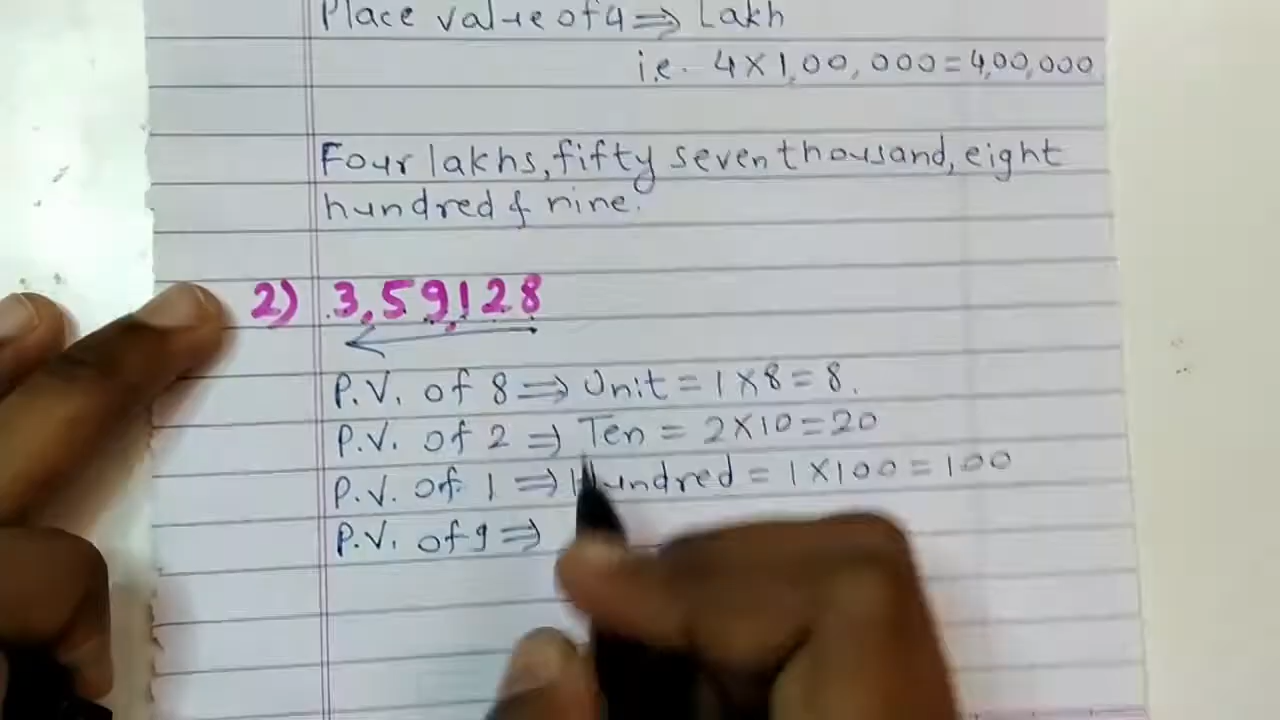 Place value of 4 ⇒ Lakh
i.e. 4×1,00,000=4,00,000
Four lakhs, fifty seven thousand, eight
hundred & nine.
2) 3,59,128
P.V. of 8 ⇒ Unit = 1×8=8.
P.V. of 2 ⇒ Ten = 2×10=20
P.V. of 1 ⇒ Hundred = 1×100=100
P.V. of 9 ⇒